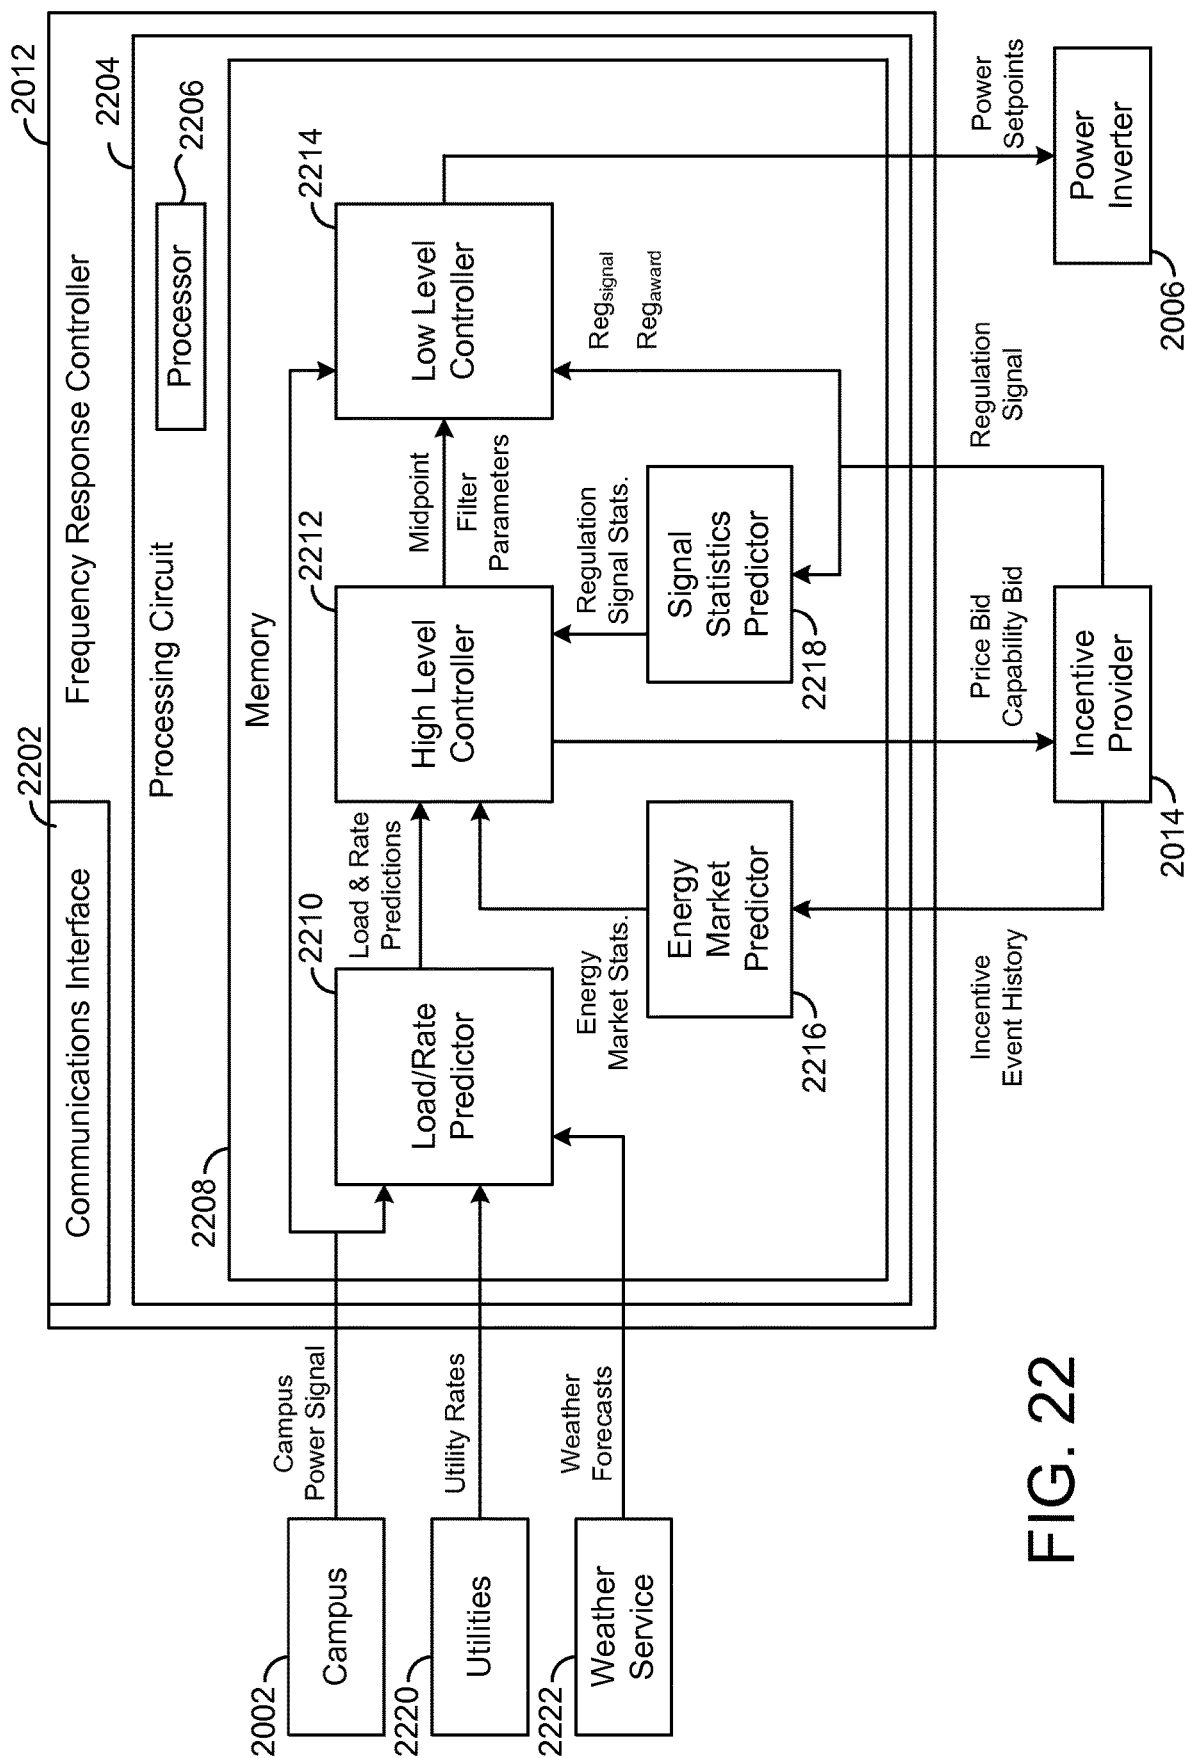 2012
2204
2206
2202
Frequency Response Controller
Communications Interface
Processing Circuit
Processor
2208
Memory
2210
2212
2214
Campus
Power Signal
2002
Campus
Load/Rate
Predictor
Load & Rate
Predictions
High Level
Controller
Midpoint
Filter
Parameters
Low Level
Controller
Utility Rates
2220
Utilities
Weather
Forecasts
2222
Weather
Service
Energy
Market Stats.
Regulation
Signal Stats.
Regsignal
Regaward
Energy
Market
Predictor
2216
Signal
Statistics
Predictor
2218
Incentive
Event History
Price Bid
Capability Bid
Regulation
Signal
Power
Setpoints
Incentive
Provider
2014
Power
Inverter
2006
FIG. 22